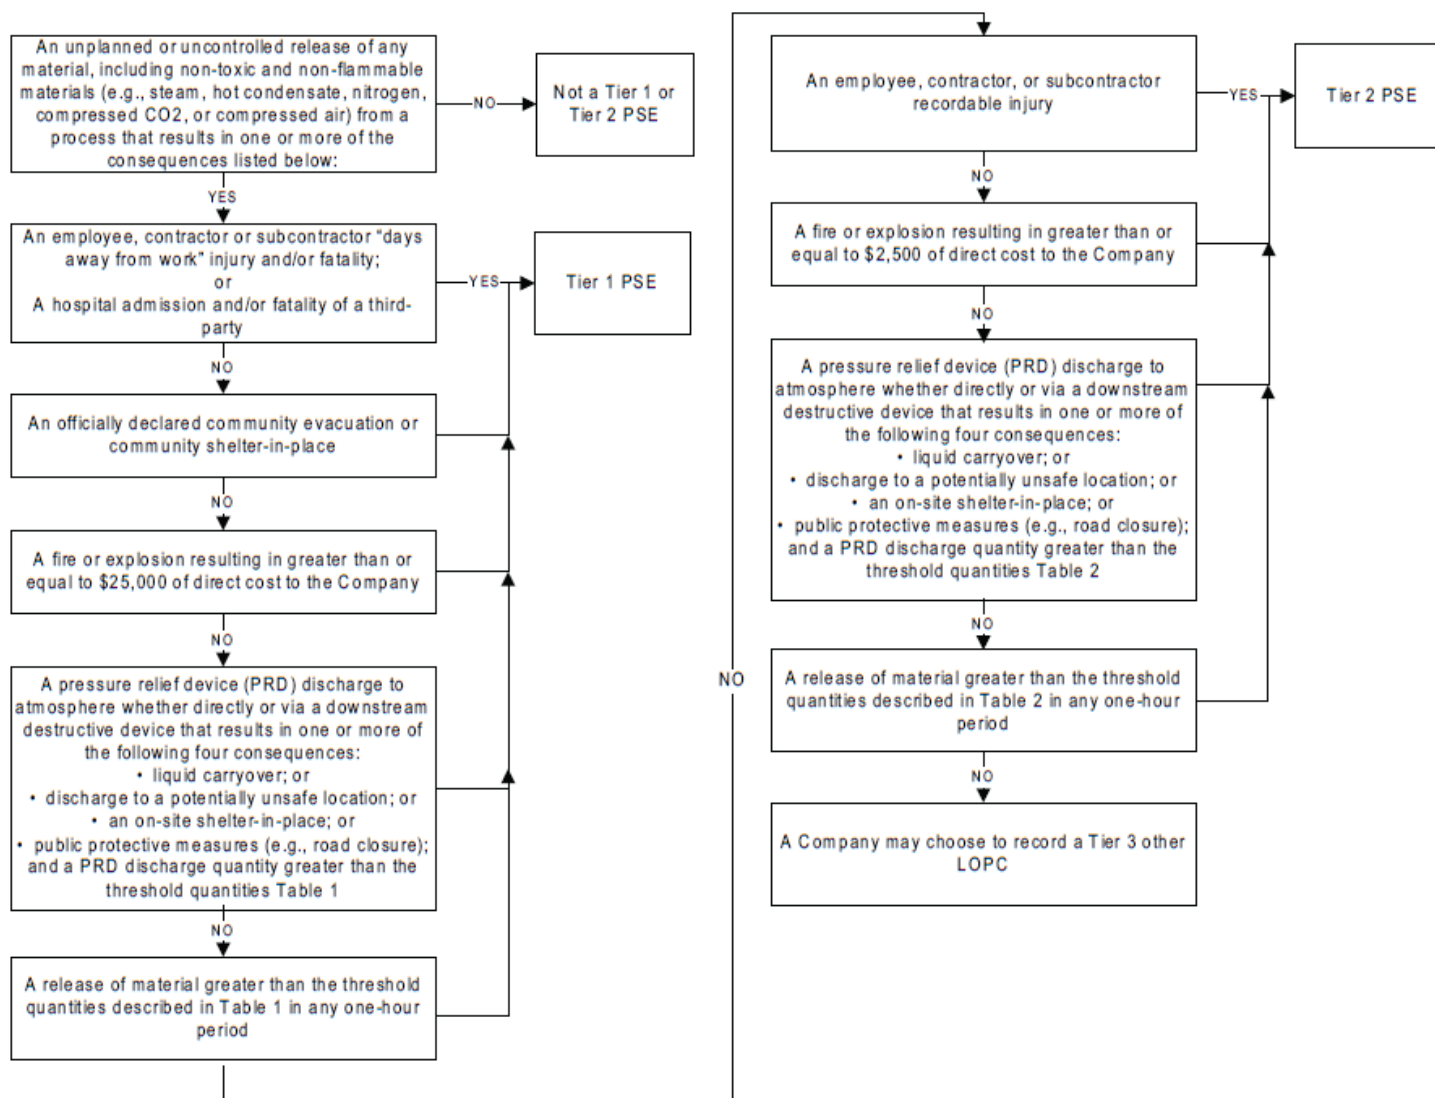 An unplanned or uncontrolled release of any
material, including non-toxic and non-flammable
materials (e.g., steam, hot condensate, nitrogen,
compressed CO2, or compressed air) from a
process that results in one or more of the
consequences listed below:
NO
Not a Tier 1 or
Tier 2 PSE
YES
An employee, contractor or subcontractor "days
away from work" injury and/or fatality;
or
A hospital admission and/or fatality of a third-
party
YES
Tier 1 PSE
NO
An officially declared community evacuation or
community shelter-in-place
NO
A fire or explosion resulting in greater than or
equal to $25,000 of direct cost to the Company
NO
A pressure relief device (PRD) discharge to
atmosphere whether directly or via a downstream
destructive device that results in one or more of
the following four consequences:
• liquid carryover; or
• discharge to a potentially unsafe location; or
• an on-site shelter-in-place; or
• public protective measures (e.g., road closure);
and a PRD discharge quantity greater than the
threshold quantities Table 1
NO
A release of material greater than the threshold
quantities described in Table 1 in any one-hour
period
NO
An employee, contractor, or subcontractor
recordable injury
YES
Tier 2 PSE
NO
A fire or explosion resulting in greater than or
equal to $2,500 of direct cost to the Company
NO
A pressure relief device (PRD) discharge to
atmosphere whether directly or via a downstream
destructive device that results in one or more of
the following four consequences:
• liquid carryover; or
• discharge to a potentially unsafe location; or
• an on-site shelter-in-place; or
• public protective measures (e.g., road closure);
and a PRD discharge quantity greater than the
threshold quantities Table 2
NO
A release of material greater than the threshold
quantities described in Table 2 in any one-hour
period
NO
A Company may choose to record a Tier 3 other
LOPC